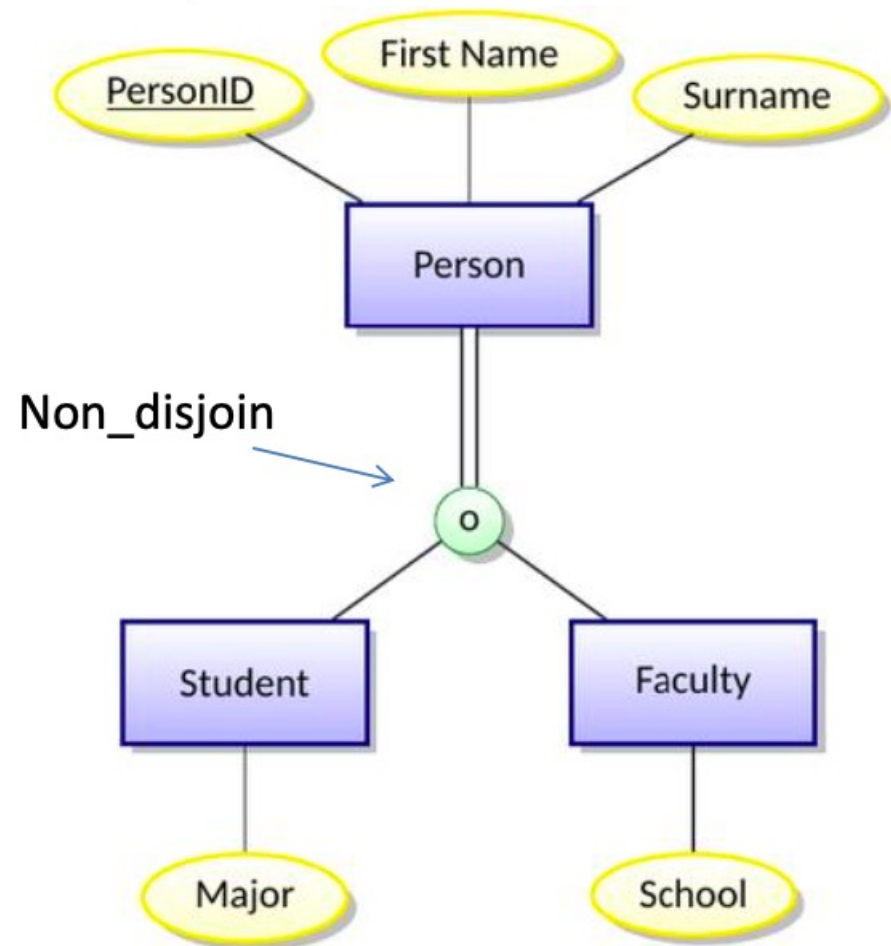 First Name
PersonID
Surname
Person
Non_disjoin
o
Student
Faculty
Major
School